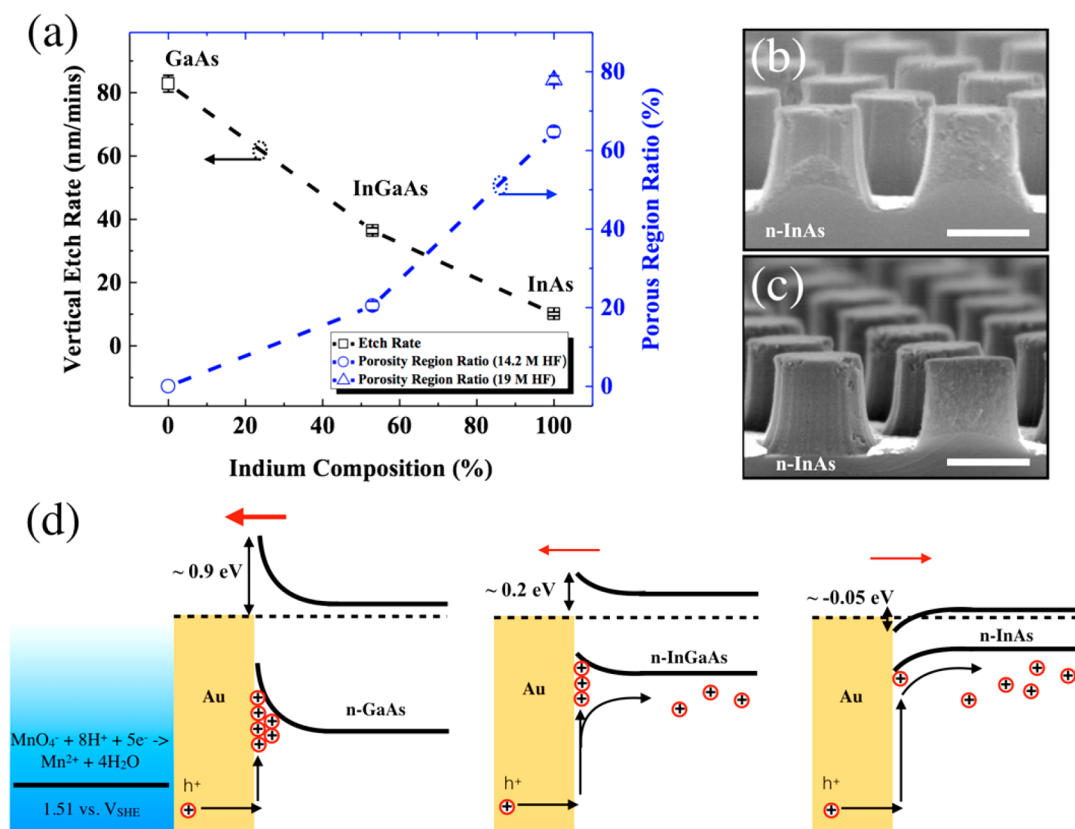 (a)
GaAs
InGaAs
InAs
Vertical Etch Rate (nm/mins)
80
60
40
20
0
Porous Region Ratio (%)
80
60
40
20
0
Etch Rate
Porosity Region Ratio (14.2 M HF)
Porosity Region Ratio (19 M HF)
0 20 40 60 80 100
Indium Composition (%)
(b)
n-InAs
(c)
n-InAs
(d)
~ 0.9 eV
Au
n-GaAs
MnO₄⁻ + 8H⁺ + 5e⁻ ->
Mn²⁺ + 4H₂O
1.51 vs. VSHE
h⁺
~ 0.2 eV
n-InGaAs
Au
h⁺
~ -0.05 eV
n-InAs
Au
h⁺